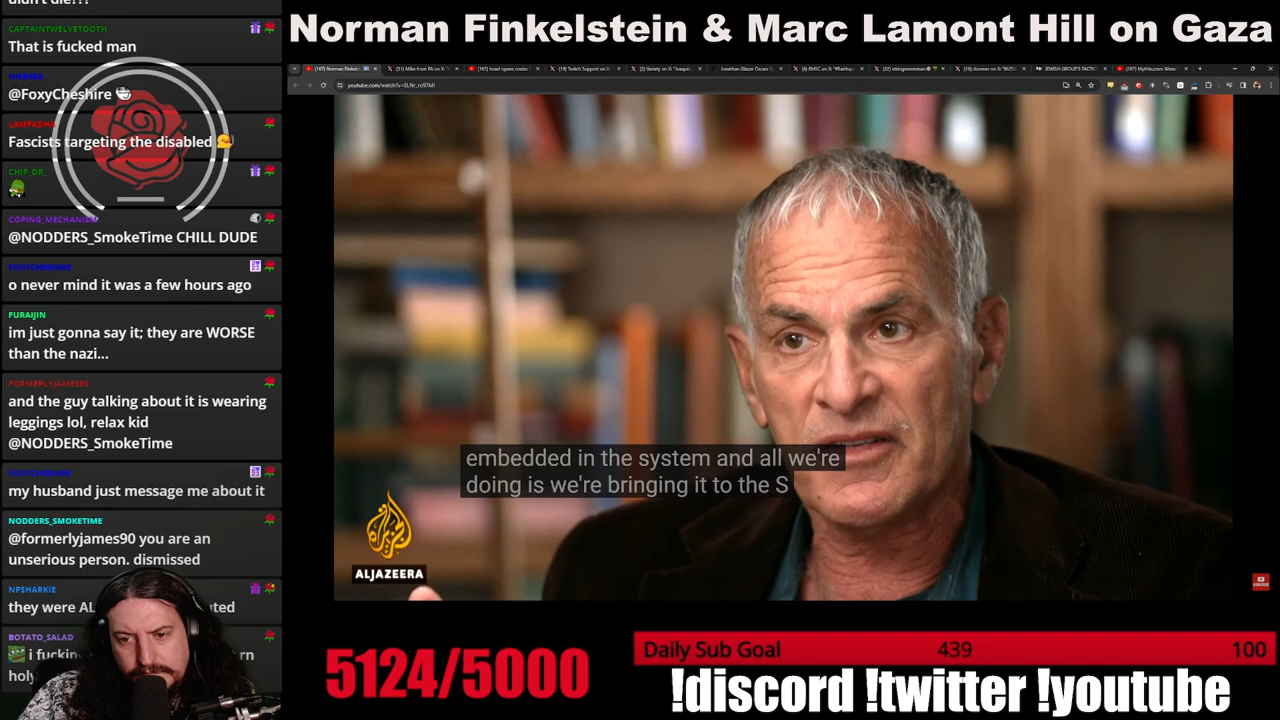 Norman Finkelstein & Marc Lamont Hill on Gaza
CAPTAINTWELVETOOTH
That is fucked man
@FoxyCheshire
LAMPADHA
Fascists targeting the disabled
CHIP_DR_
COPING_MECHANISM
@NODDERS_SmokeTime CHILL DUDE
FOXYCHESHIRE
o never mind it was a few hours ago
FURAIJIN
im just gonna say it; they are WORSE
than the nazi...
FORMERLYJAMES90
and the guy talking about it is wearing
leggings lol, relax kid
@NODDERS_SmokeTime
FOXYCHESHIRE
my husband just message me about it
NODDERS_SMOKETIME
@formerlyjames90 you are an
unserious person. dismissed
NPSHARKIE
they were
BOTATO_SALAD
holy
embedded in the system and all we're
doing is we're bringing it to the S
ALJAZEERA
5124/5000
Daily Sub Goal 439 100
!discord !twitter !youtube